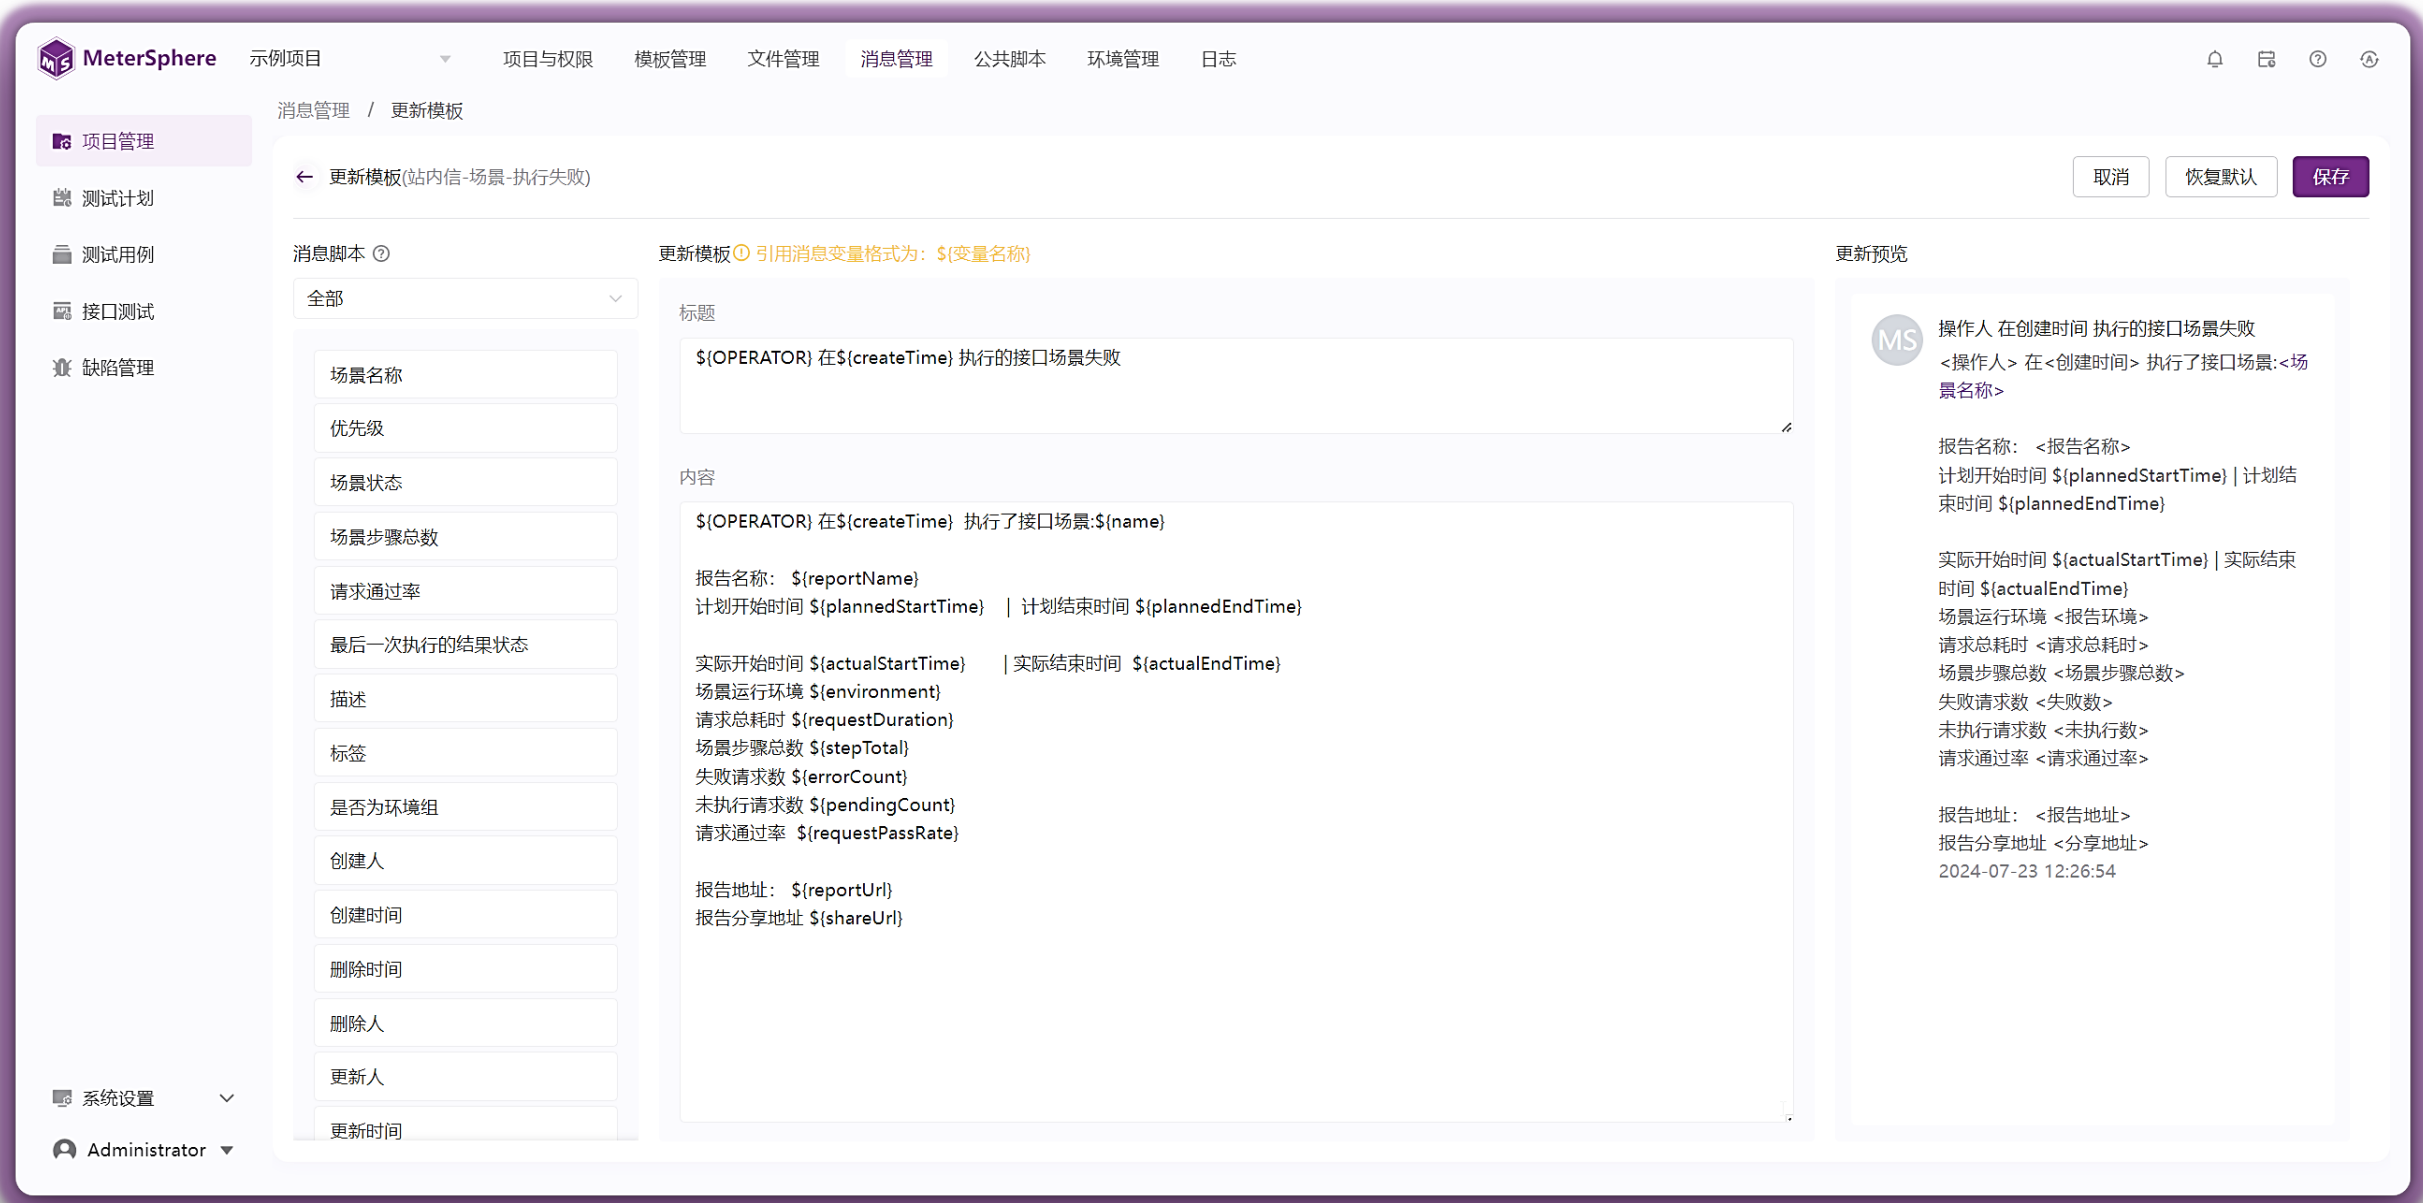 MeterSphere
示例项目
项目与权限
模板管理
文件管理
消息管理
公共脚本
环境管理
日志
消息管理 / 更新模板
项目管理
测试计划
测试用例
接口测试
缺陷管理
系统设置
Administrator
更新模板(站内信-场景-执行失败)
取消
恢复默认
保存
消息脚本
全部
场景名称
优先级
场景状态
场景步骤总数
请求通过率
最后一次执行的结果状态
描述
标签
是否为环境组
创建人
创建时间
删除时间
删除人
更新人
更新时间
更新模板 引用消息变量格式为：${变量名称}
标题
${OPERATOR} 在${createTime} 执行的接口场景失败
内容
${OPERATOR} 在${createTime} 执行了接口场景:${name}
报告名称： ${reportName}
计划开始时间 ${plannedStartTime} | 计划结束时间 ${plannedEndTime}
实际开始时间 ${actualStartTime} | 实际结束时间 ${actualEndTime}
场景运行环境 ${environment}
请求总耗时 ${requestDuration}
场景步骤总数 ${stepTotal}
失败请求数 ${errorCount}
未执行请求数 ${pendingCount}
请求通过率 ${requestPassRate}
报告地址： ${reportUrl}
报告分享地址 ${shareUrl}
更新预览
MS
操作人 在创建时间 执行的接口场景失败
<操作人> 在<创建时间> 执行了接口场景:<场
景名称>
报告名称： <报告名称>
计划开始时间 ${plannedStartTime} | 计划结
束时间 ${plannedEndTime}
实际开始时间 ${actualStartTime} | 实际结束
时间 ${actualEndTime}
场景运行环境 <报告环境>
请求总耗时 <请求总耗时>
场景步骤总数 <场景步骤总数>
失败请求数 <失败数>
未执行请求数 <未执行数>
请求通过率 <请求通过率>
报告地址： <报告地址>
报告分享地址 <分享地址>
2024-07-23 12:26:54